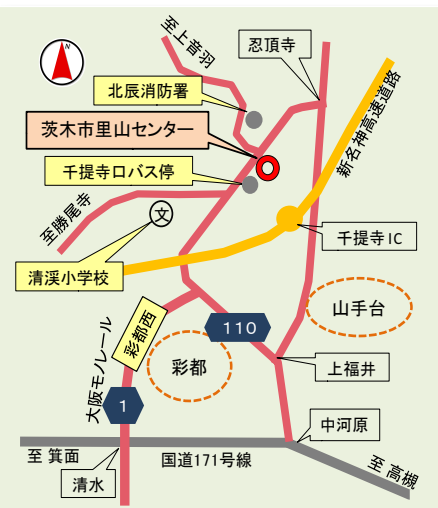 至上音羽
忍頂寺
N
北辰消防署
茨木市里山センター
新名神高速道路
千提寺口バス停
至勝尾寺
文
千提寺IC
清渓小学校
山手台
彩都西
110
大阪モノレール
彩都
上福井
1
中河原
至 箕面
国道171号線
至 高槻
清水